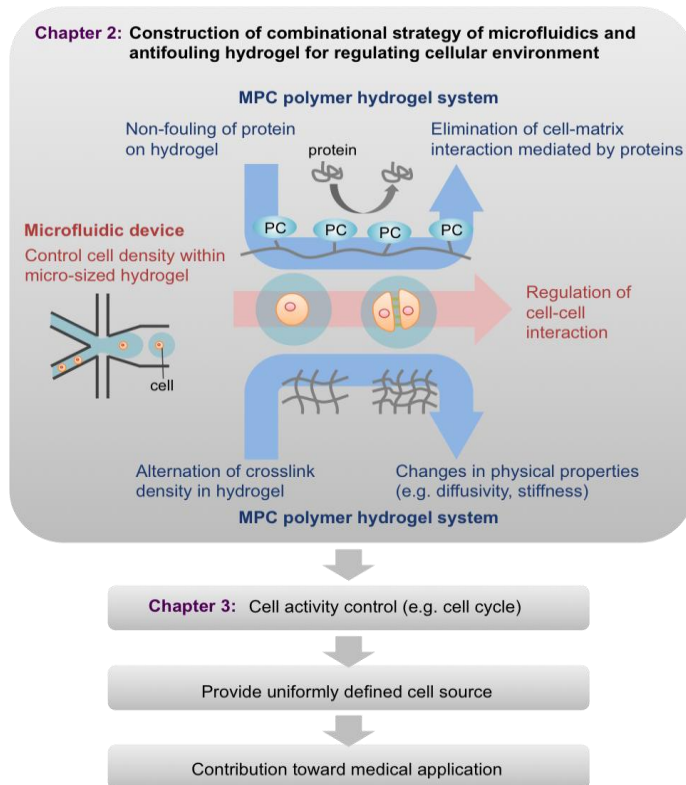 Chapter 2: Construction of combinational strategy of microfluidics and
antifouling hydrogel for regulating cellular environment
MPC polymer hydrogel system
Non-fouling of protein
on hydrogel
protein
Elimination of cell-matrix
interaction mediated by proteins
PC
PC
PC
PC
Microfluidic device
Control cell density within
micro-sized hydrogel
cell
Regulation of
cell-cell
interaction
Alternation of crosslink
density in hydrogel
Changes in physical properties
(e.g. diffusivity, stiffness)
MPC polymer hydrogel system
Chapter 3: Cell activity control (e.g. cell cycle)
Provide uniformly defined cell source
Contribution toward medical application